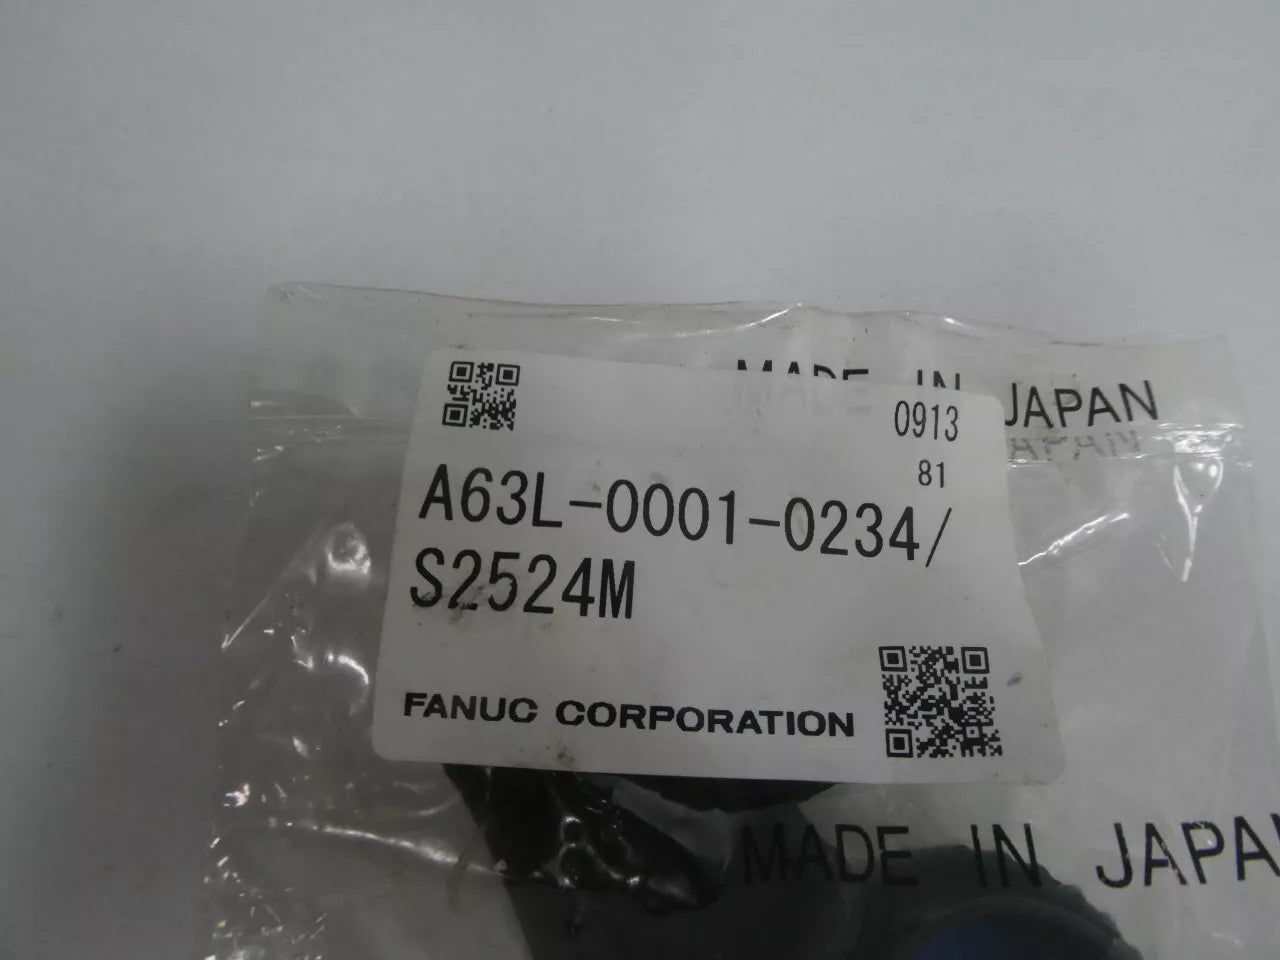 MADE IN JAPAN
0913
81
A63L-0001-0234/
S2524M
FANUC CORPORATION
MADE IN JAPAN